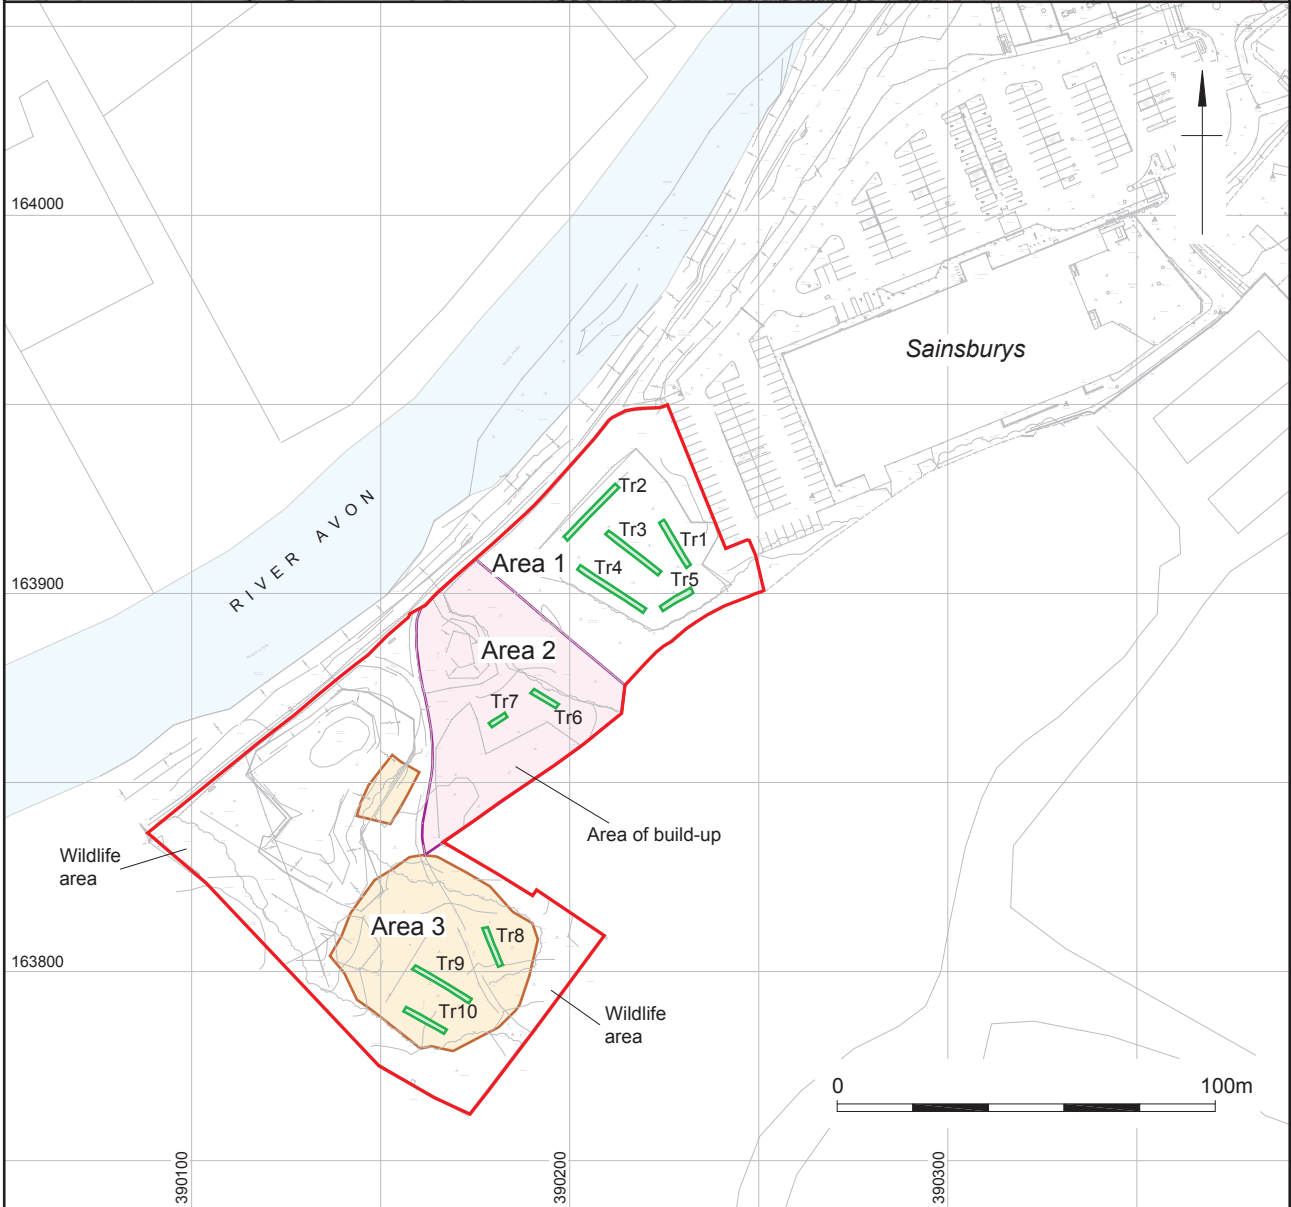 164000
Sainsburys
Tr2
RIVER AVON
Tr3
Tr1
Area 1
Tr4
Tr5
163900
Area 2
Tr7
Tr6
Area of build-up
Wildlife
area
Area 3
Tr8
Tr9
163800
Tr10
Wildlife
area
0
100m
390100
390200
390300